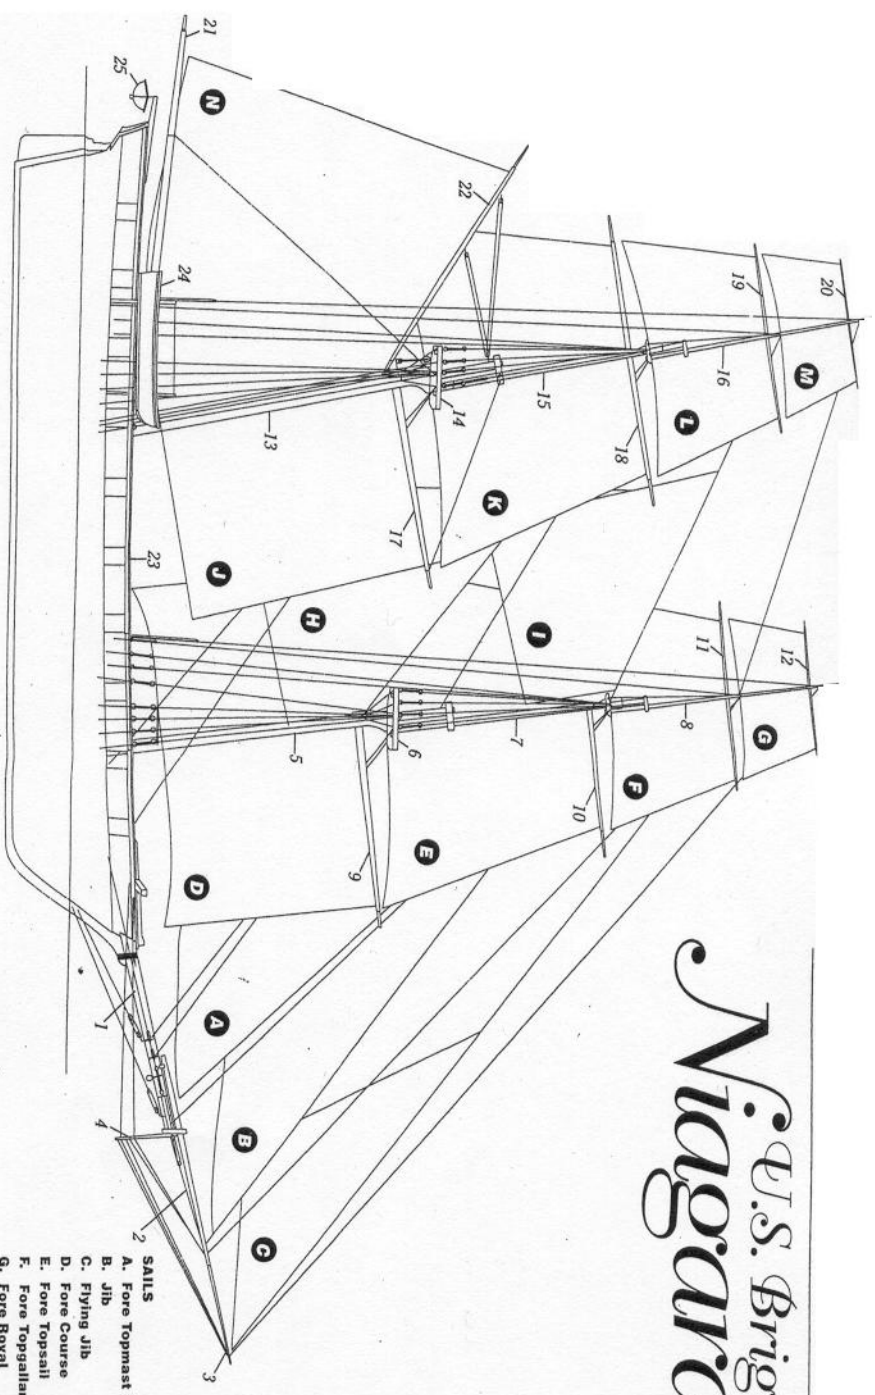 U.S. Brig
Niagara
SAILS
A. Fore Topmast
B. Jib
C. Flying Jib
D. Fore Course
E. Fore Topsail
F. Fore Topgallan
G. Fore Royal
21
25
N
22
24
20
19
M
16
L
15
14
18
13
K
17
J
23
H
I
12
11
8
G
7
6
5
F
10
E
9
D
A
1
B
4
2
C
3